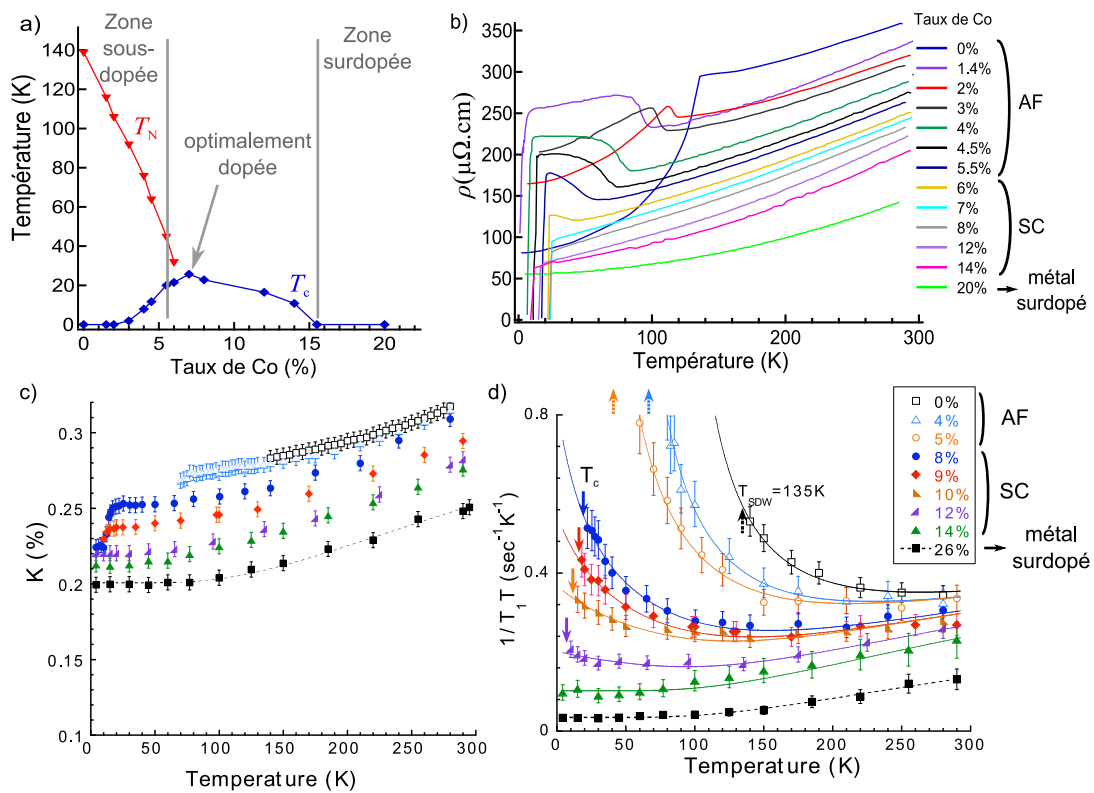 a)
Zone
sous-
dopée
Zone
surdopée
T_N
optimalement
dopée
T_c
Température (K)
140
120
100
80
60
40
20
0
0
5
10
15
20
Taux de Co (%)
b)
ρ(μΩ.cm)
350
300
250
200
150
100
50
0
0
100
200
300
Température (K)
Taux de Co
0%
1.4%
2%
3%
4%
4.5%
5.5%
6%
7%
8%
12%
14%
20%
AF
SC
métal
surdopé
c)
K (%)
0.3
0.25
0.2
0.15
0.1
0
50
100
150
200
250
300
Temperature (K)
d)
1/ T₁ T (sec⁻¹K⁻¹)
0.8
0.4
0
T_c
T_SDW=135K
0
50
100
150
200
250
300
Temperature (K)
0%
4%
5%
8%
9%
10%
12%
14%
26%
AF
SC
métal
surdopé